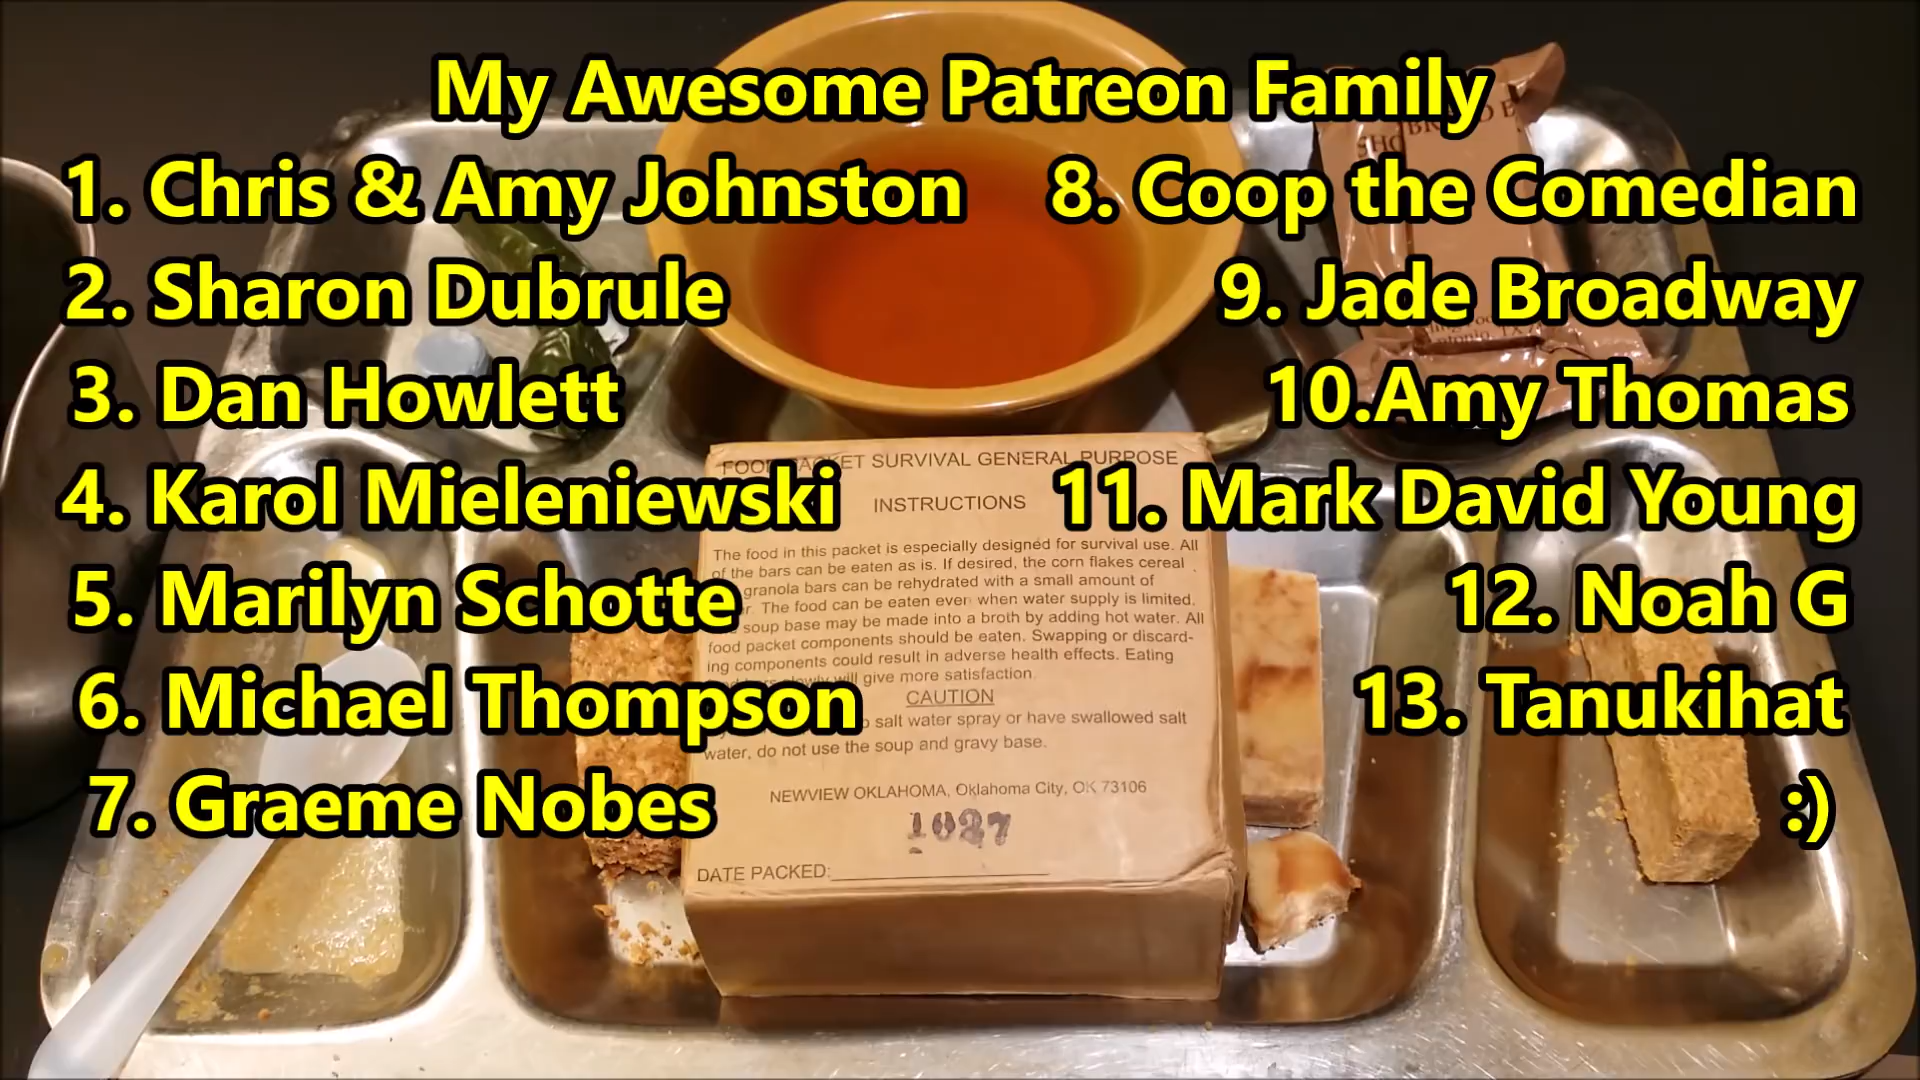 My Awesome Patreon Family
1. Chris & Amy Johnston
2. Sharon Dubrule
3. Dan Howlett
4. Karol Mieleniewski
5. Marilyn Schotte
6. Michael Thompson
7. Graeme Nobes
8. Coop the Comedian
9. Jade Broadway
10.Amy Thomas
11. Mark David Young
12. Noah G
13. Tanukihat
:)
FOOD PACKET SURVIVAL GENERAL PURPOSE
INSTRUCTIONS
The food in this packet is especially designed for survival use. All
of the bars can be eaten as is. If desired, the corn flakes cereal
granola bars can be rehydrated with a small amount of
The food can be eaten even when water supply is limited.
soup base may be made into a broth by adding hot water. All
food packet components should be eaten. Swapping or discard-
ing components could result in adverse health effects. Eating
slowly will give more satisfaction.
CAUTION
salt water spray or have swallowed salt
water, do not use the soup and gravy base.
NEWVIEW OKLAHOMA, Oklahoma City, OK 73106
1027
DATE PACKED: